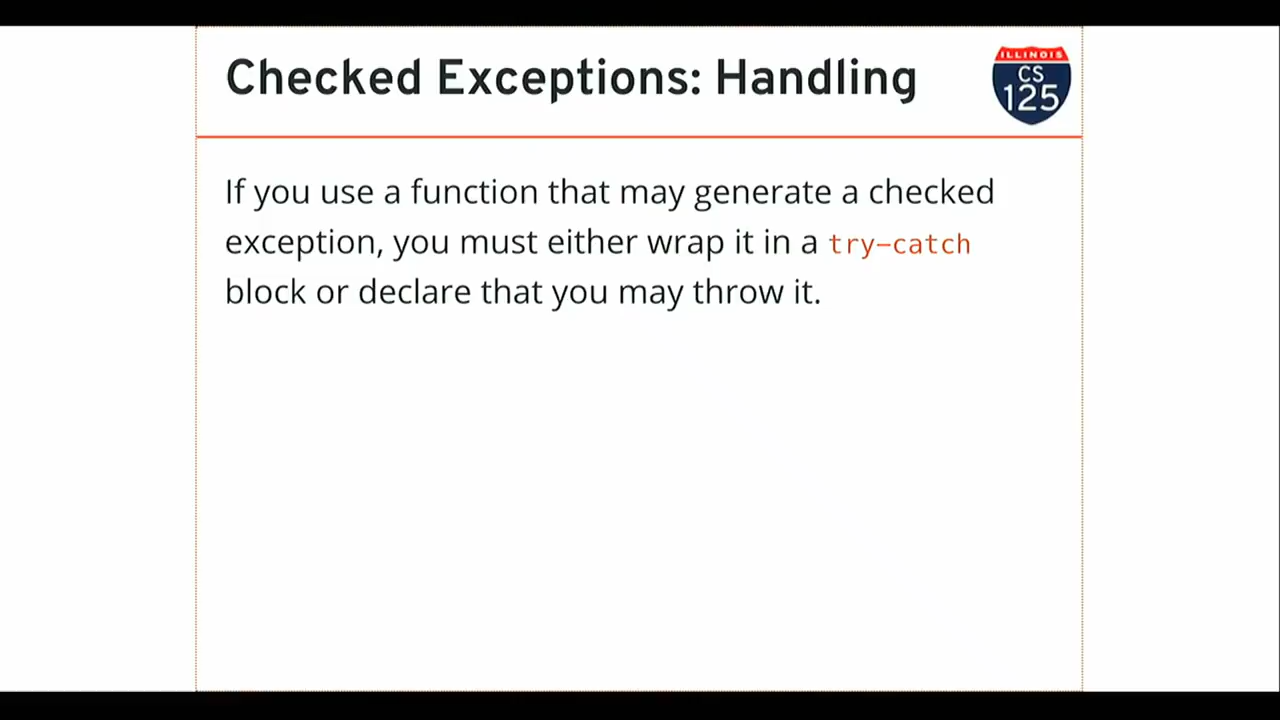 Checked Exceptions: Handling
ILLINOIS
CS
125
If you use a function that may generate a checked
exception, you must either wrap it in a try-catch
block or declare that you may throw it.